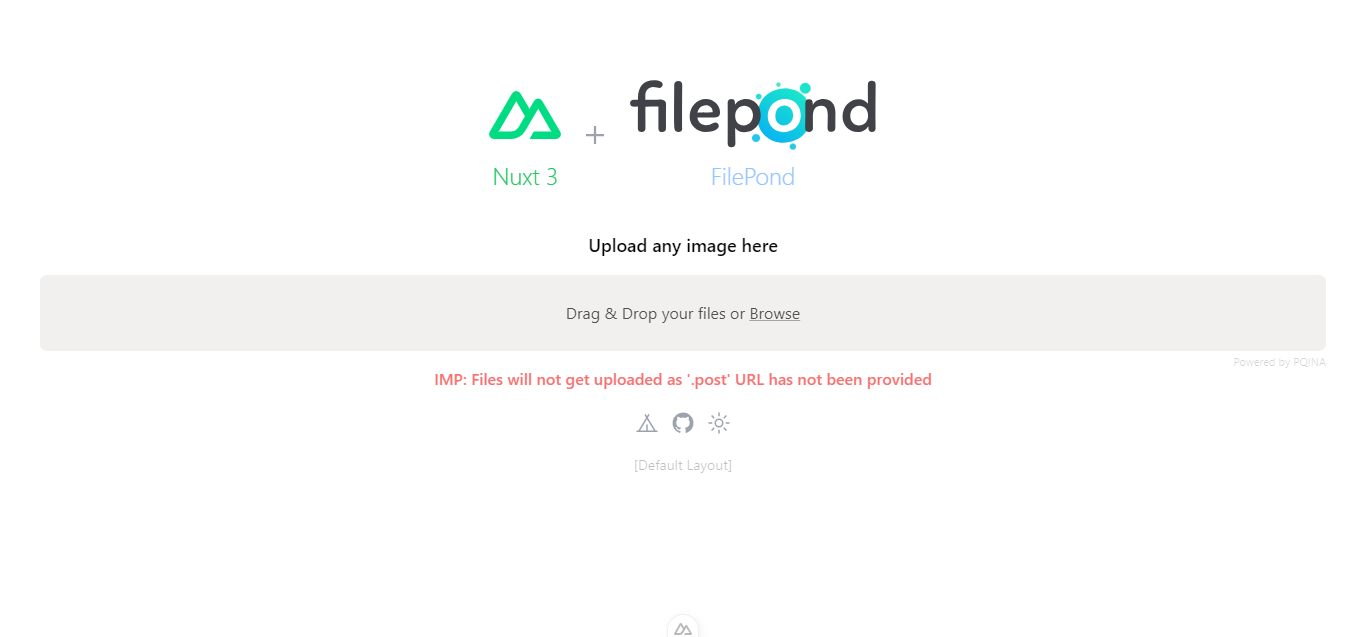 filepond
Nuxt 3
FilePond
Upload any image here
Drag & Drop your files or Browse
Powered by PQINA
IMP: Files will not get uploaded as '.post' URL has not been provided
[Default Layout]